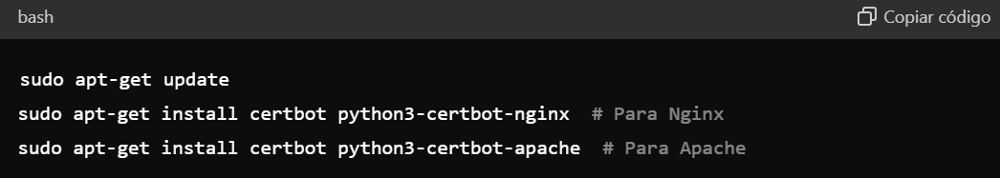 bash
Copiar código
sudo apt-get update
sudo apt-get install certbot python3-certbot-nginx  # Para Nginx
sudo apt-get install certbot python3-certbot-apache  # Para Apache